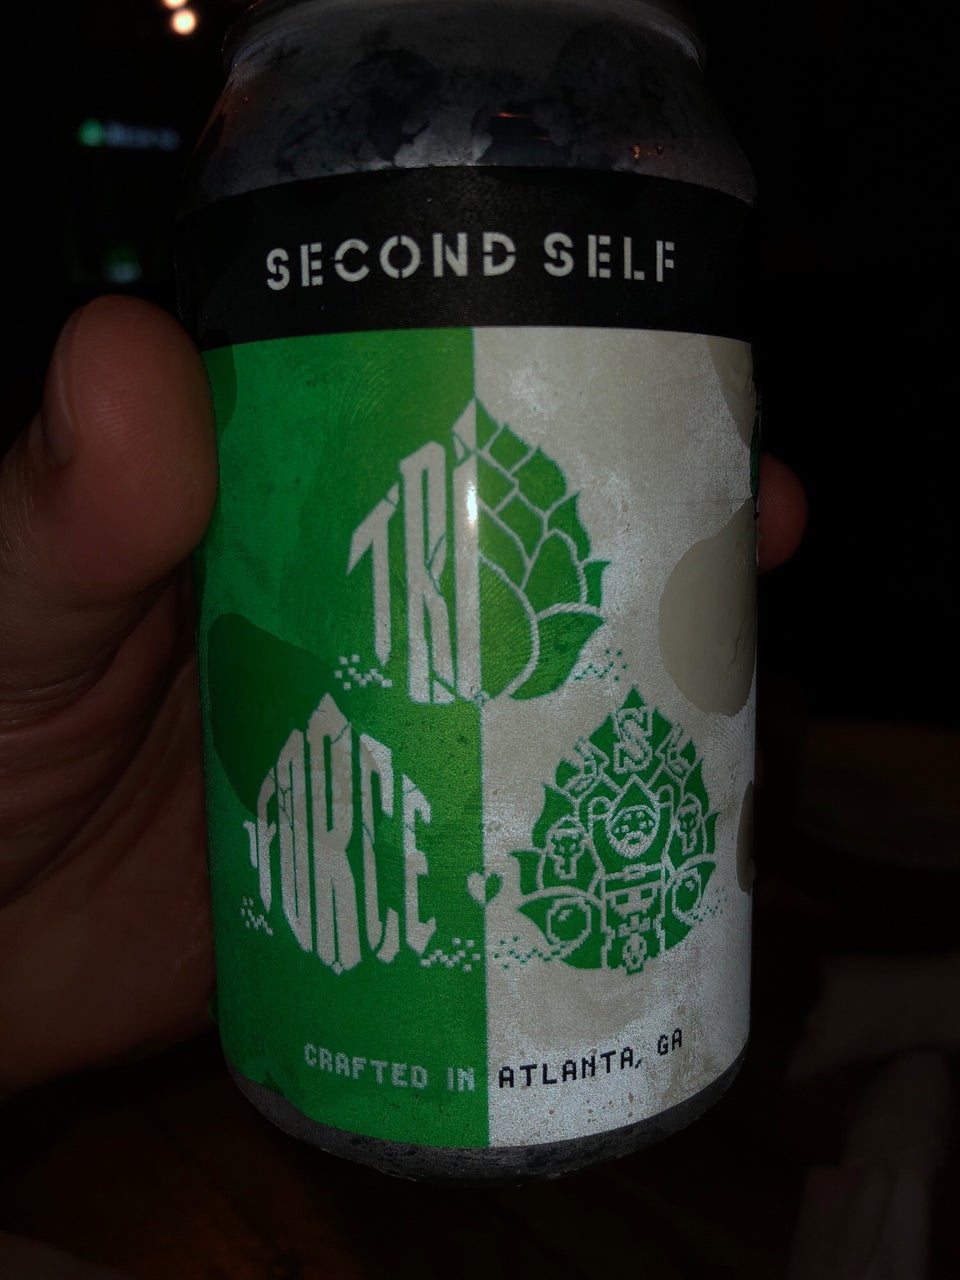 SECOND SELF
TRI
FORCE
S
CRAFTED IN ATLANTA, GA